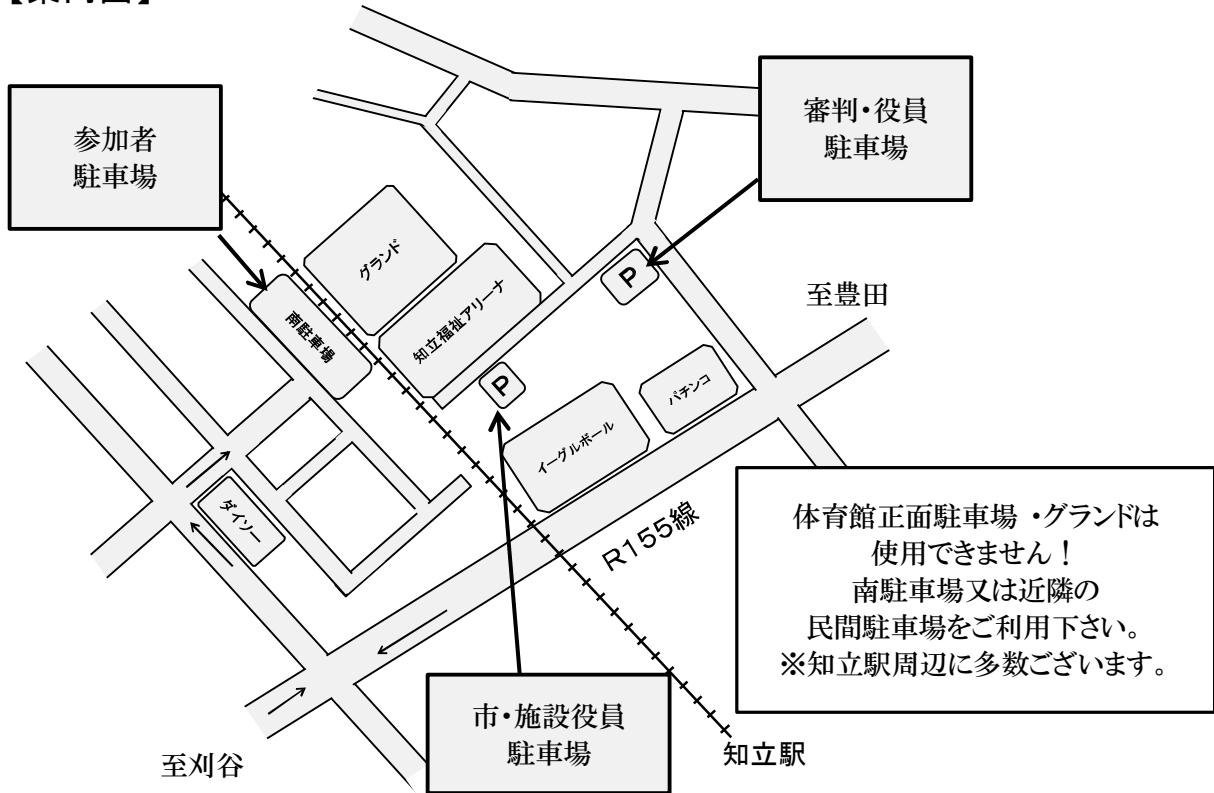 参加者
駐車場
審判・役員
駐車場
グランド
知立福祉アリーナ
南駐車場
P
P
至豊田
パチンコ
イーグルボール
ダイソー
R155線
体育館正面駐車場 ・グランドは
使用できません！
南駐車場又は近隣の
民間駐車場をご利用下さい。
※知立駅周辺に多数ございます。
市・施設役員
駐車場
知立駅
至刈谷